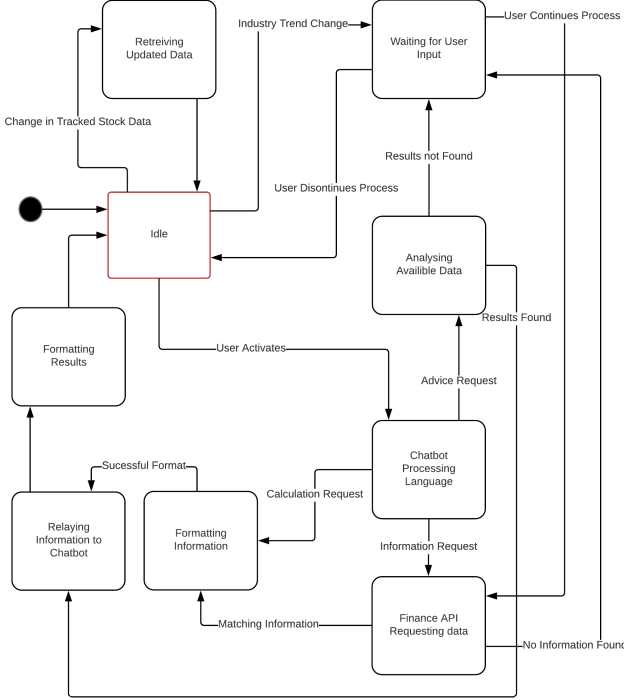 Industry Trend Change
User Continues Process
Retreiving
Updated Data
Waiting for User
Input
Change in Tracked Stock Data
Results not Found
User Disontinues Process
Idle
Analysing
Availible Data
Results Found
Formatting
Results
User Activates
Advice Request
Chatbot
Processing
Language
Sucessful Format
Calculation Request
Relaying
Information to
Chatbot
Formatting
Information
Information Request
Finance API
Requesting data
Matching Information
No Information Found